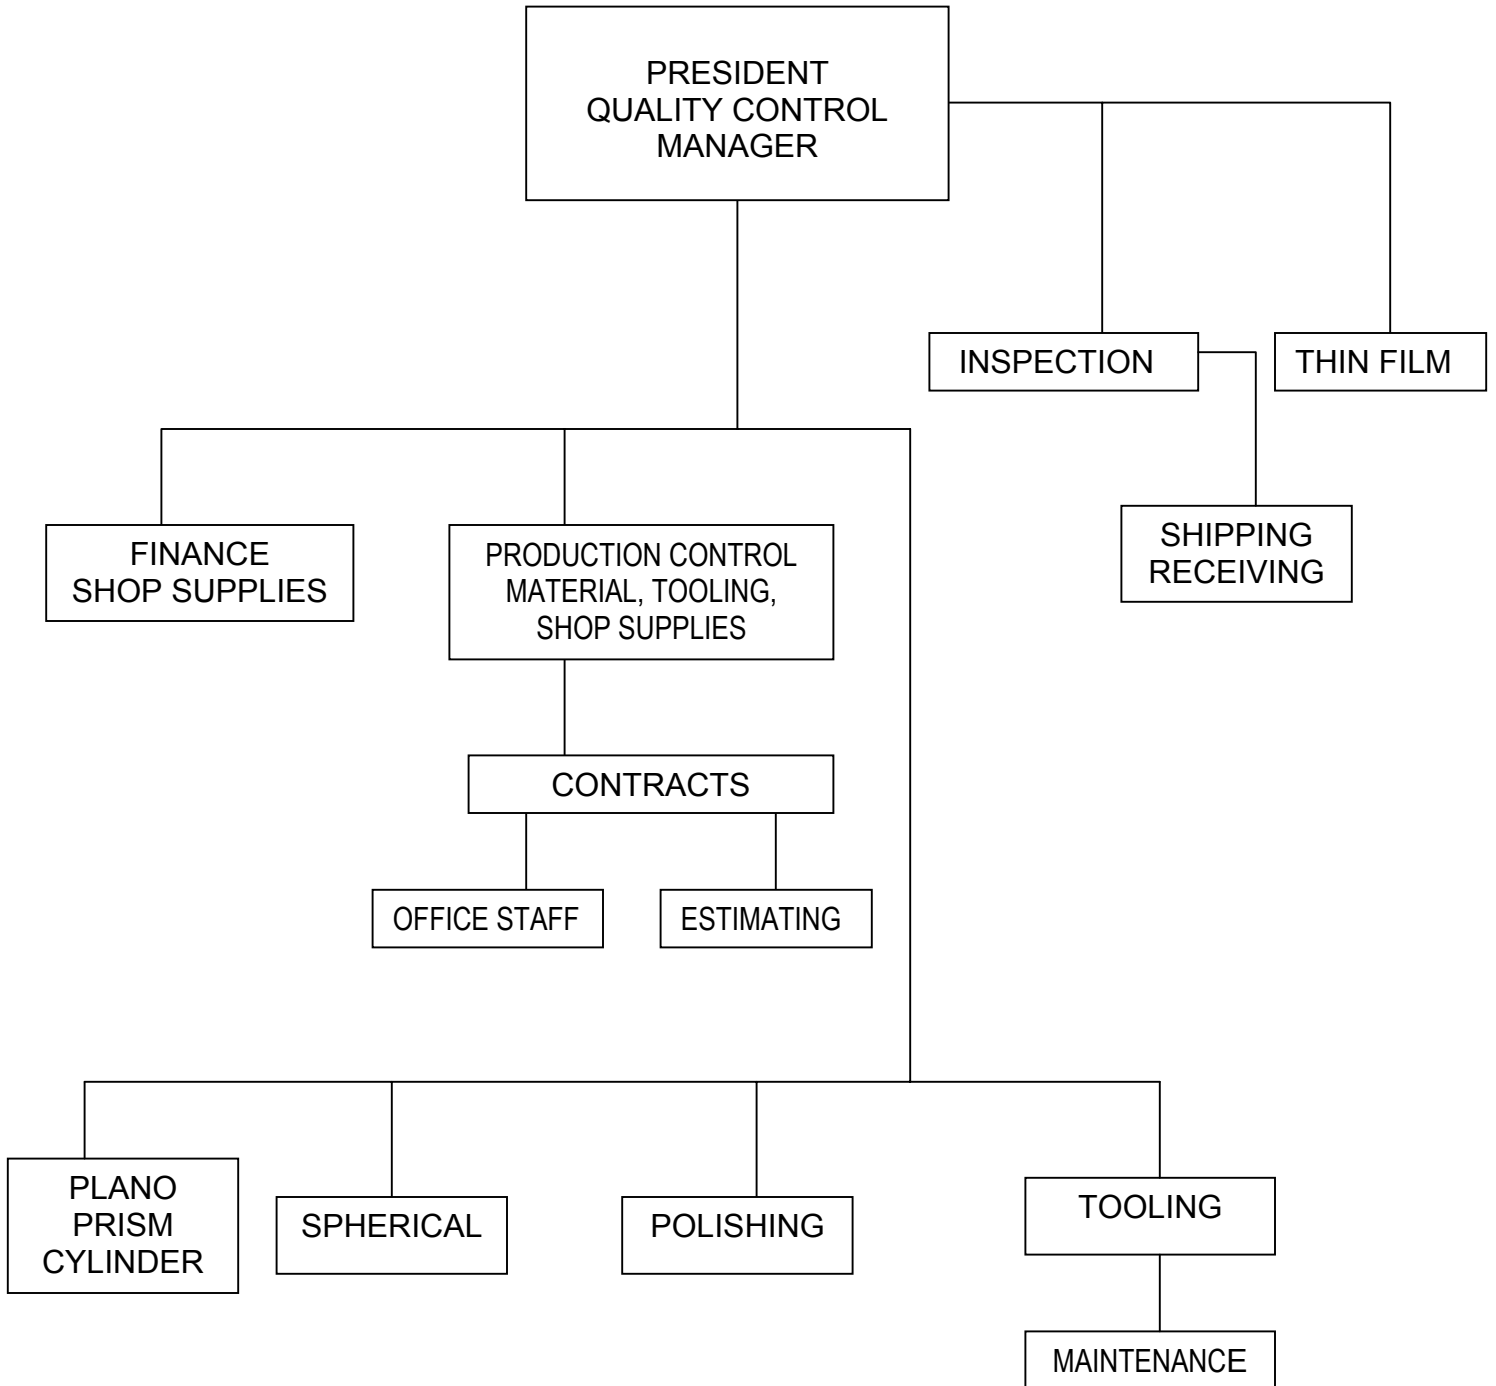 PRESIDENT
QUALITY CONTROL
MANAGER
INSPECTION
THIN FILM
SHIPPING
RECEIVING
FINANCE
SHOP SUPPLIES
PRODUCTION CONTROL
MATERIAL, TOOLING,
SHOP SUPPLIES
CONTRACTS
OFFICE STAFF
ESTIMATING
PLANO
PRISM
CYLINDER
SPHERICAL
POLISHING
TOOLING
MAINTENANCE